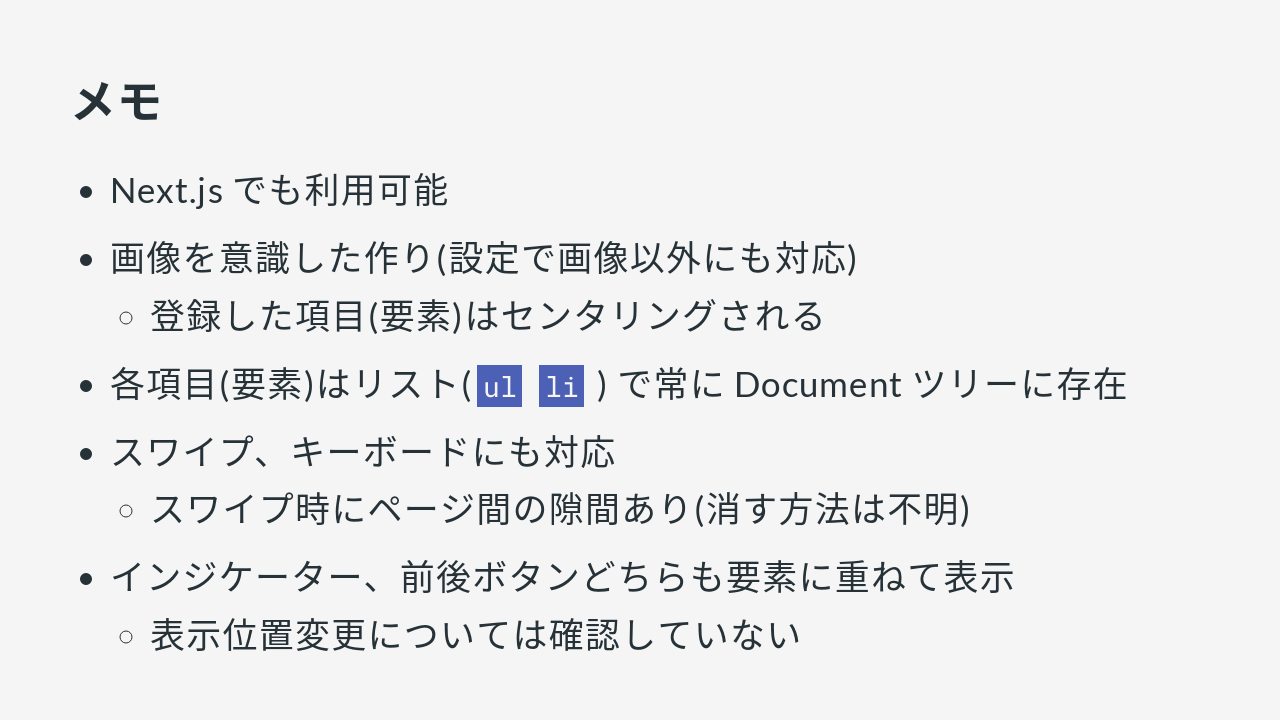 メモ
Next.js でも利用可能
画像を意識した作り(設定で画像以外にも対応)
登録した項目(要素)はセンタリングされる
各項目(要素)はリスト( ul li ) で常に Document ツリーに存在
スワイプ、キーボードにも対応
スワイプ時にページ間の隙間あり(消す方法は不明)
インジケーター、前後ボタンどちらも要素に重ねて表示
表示位置変更については確認していない